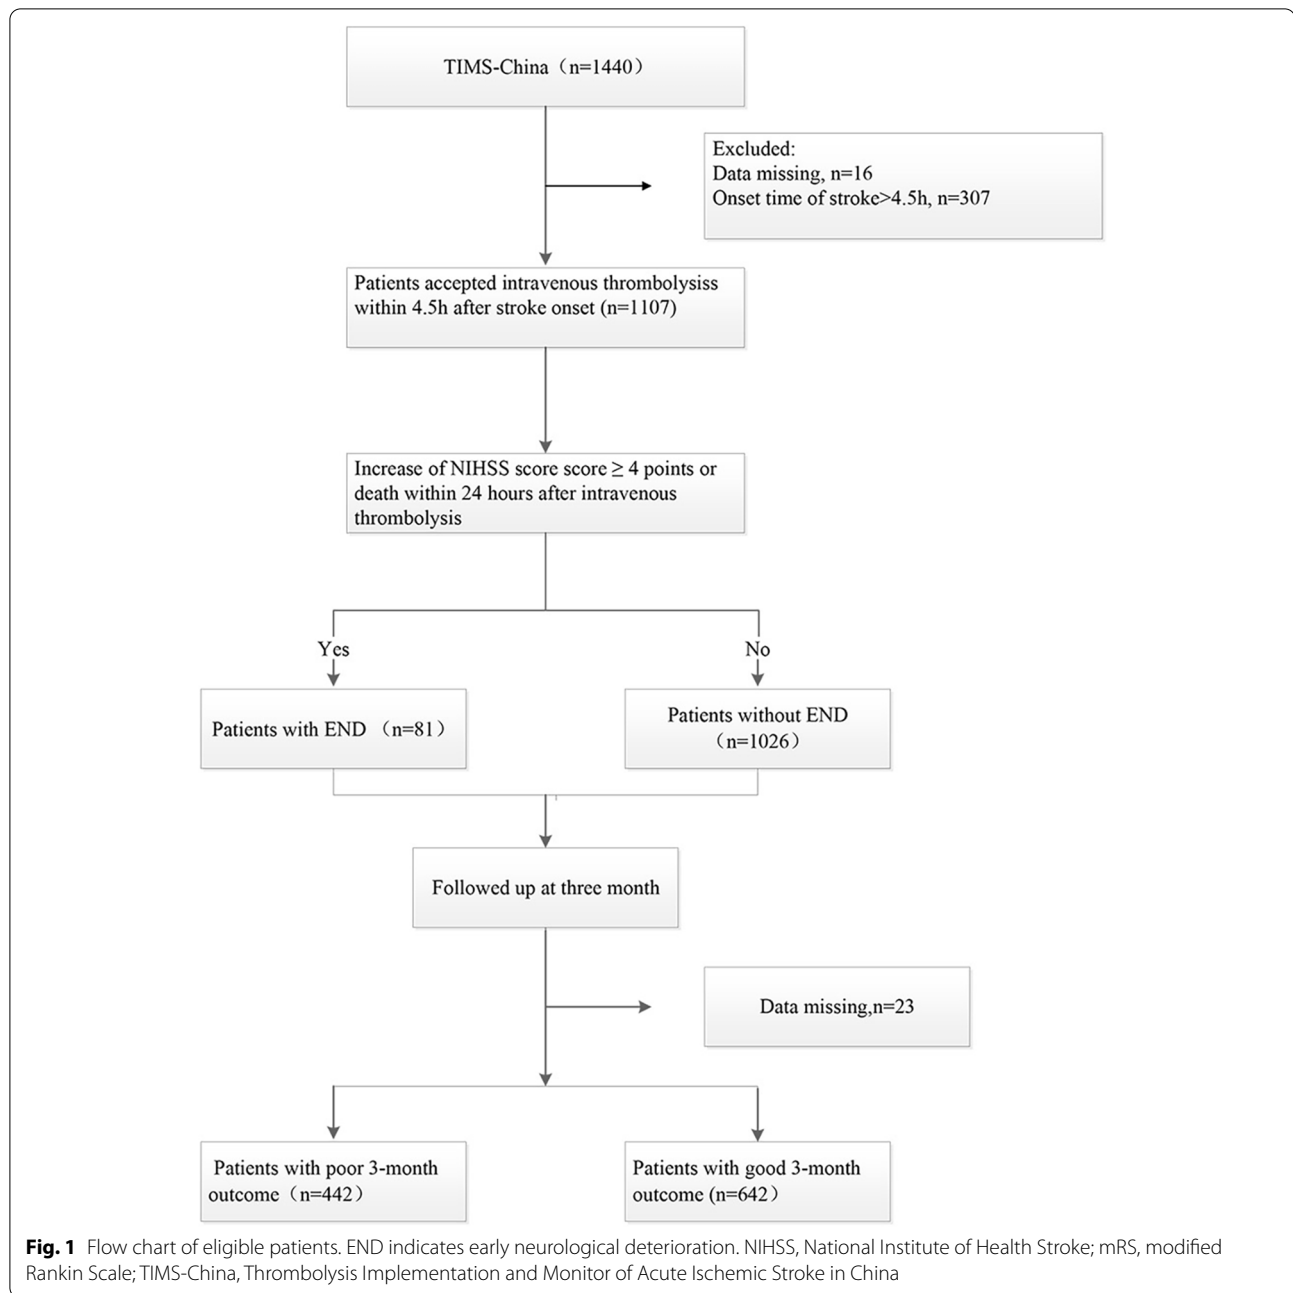 TIMS-China（n=1440）
Excluded:
Data missing, n=16
Onset time of stroke>4.5h, n=307
Patients accepted intravenous thrombolysiss
within 4.5h after stroke onset (n=1107)
Increase of NIHSS score score ≥ 4 points or
death within 24 hours after intravenous
thrombolysis
Yes
No
Patients with END （n=81）
Patients without END
（n=1026）
Followed up at three month
Data missing,n=23
Patients with poor 3-month
outcome（n=442）
Patients with good 3-month
outcome (n=642）
Fig. 1 Flow chart of eligible patients. END indicates early neurological deterioration. NIHSS, National Institute of Health Stroke; mRS, modified
Rankin Scale; TIMS-China, Thrombolysis Implementation and Monitor of Acute Ischemic Stroke in China